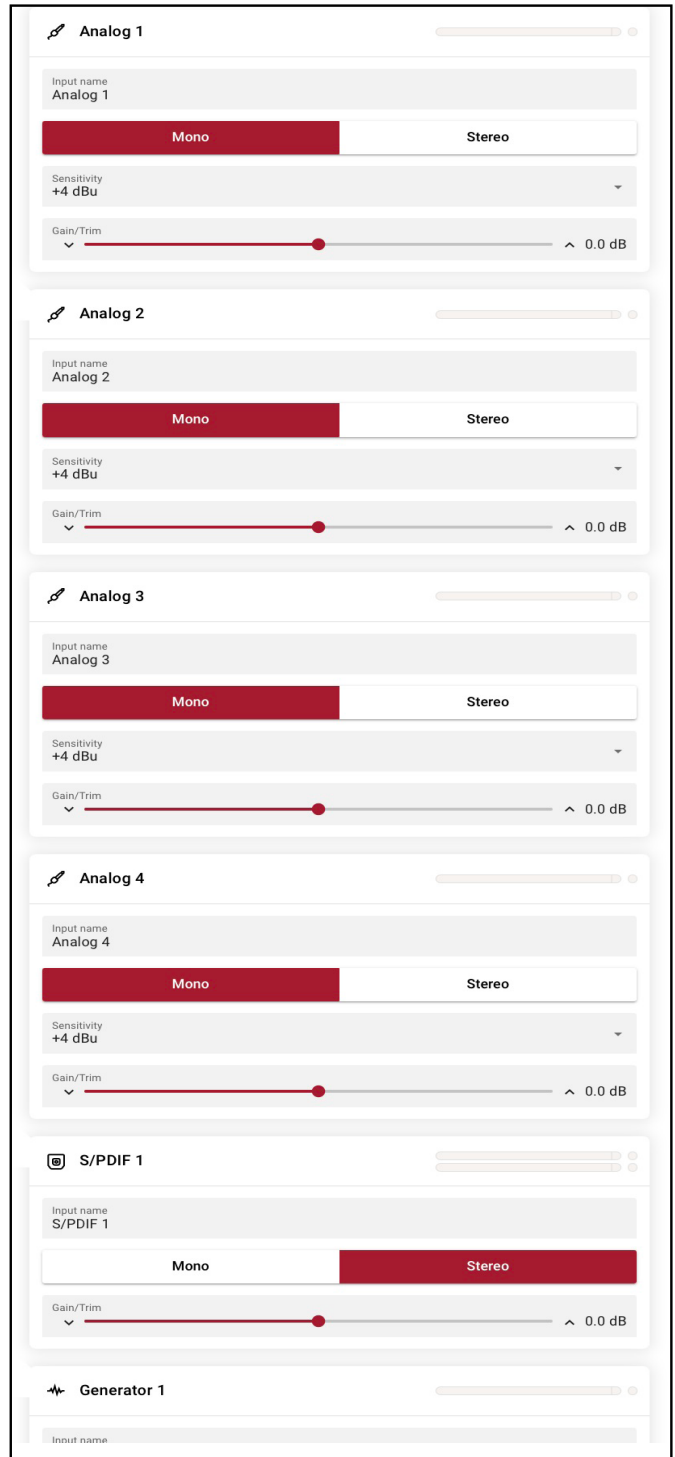 Analog 1
Input name
Analog 1
Mono Stereo
Sensitivity
+4 dBu
Gain/Trim
0.0 dB
Analog 2
Input name
Analog 2
Mono Stereo
Sensitivity
+4 dBu
Gain/Trim
0.0 dB
Analog 3
Input name
Analog 3
Mono Stereo
Sensitivity
+4 dBu
Gain/Trim
0.0 dB
Analog 4
Input name
Analog 4
Mono Stereo
Sensitivity
+4 dBu
Gain/Trim
0.0 dB
S/PDIF 1
Input name
S/PDIF 1
Mono Stereo
Gain/Trim
0.0 dB
Generator 1
Input name